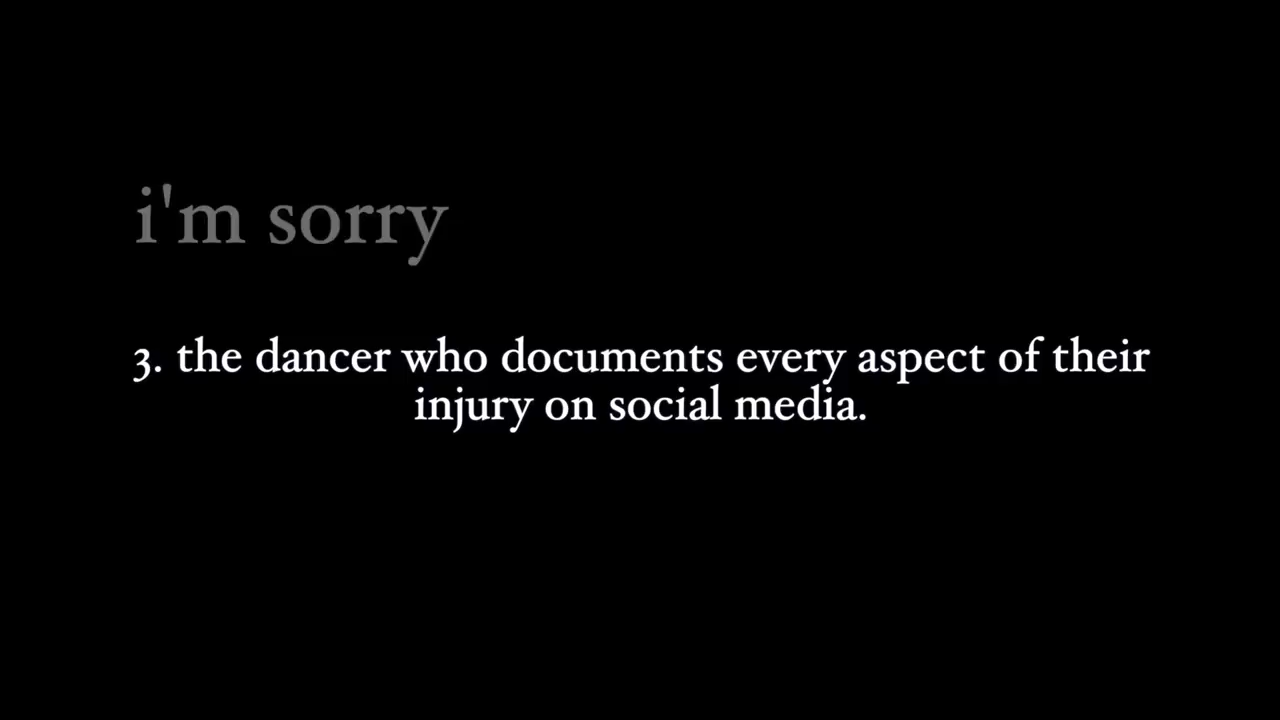 i'm sorry
3. the dancer who documents every aspect of their
injury on social media.